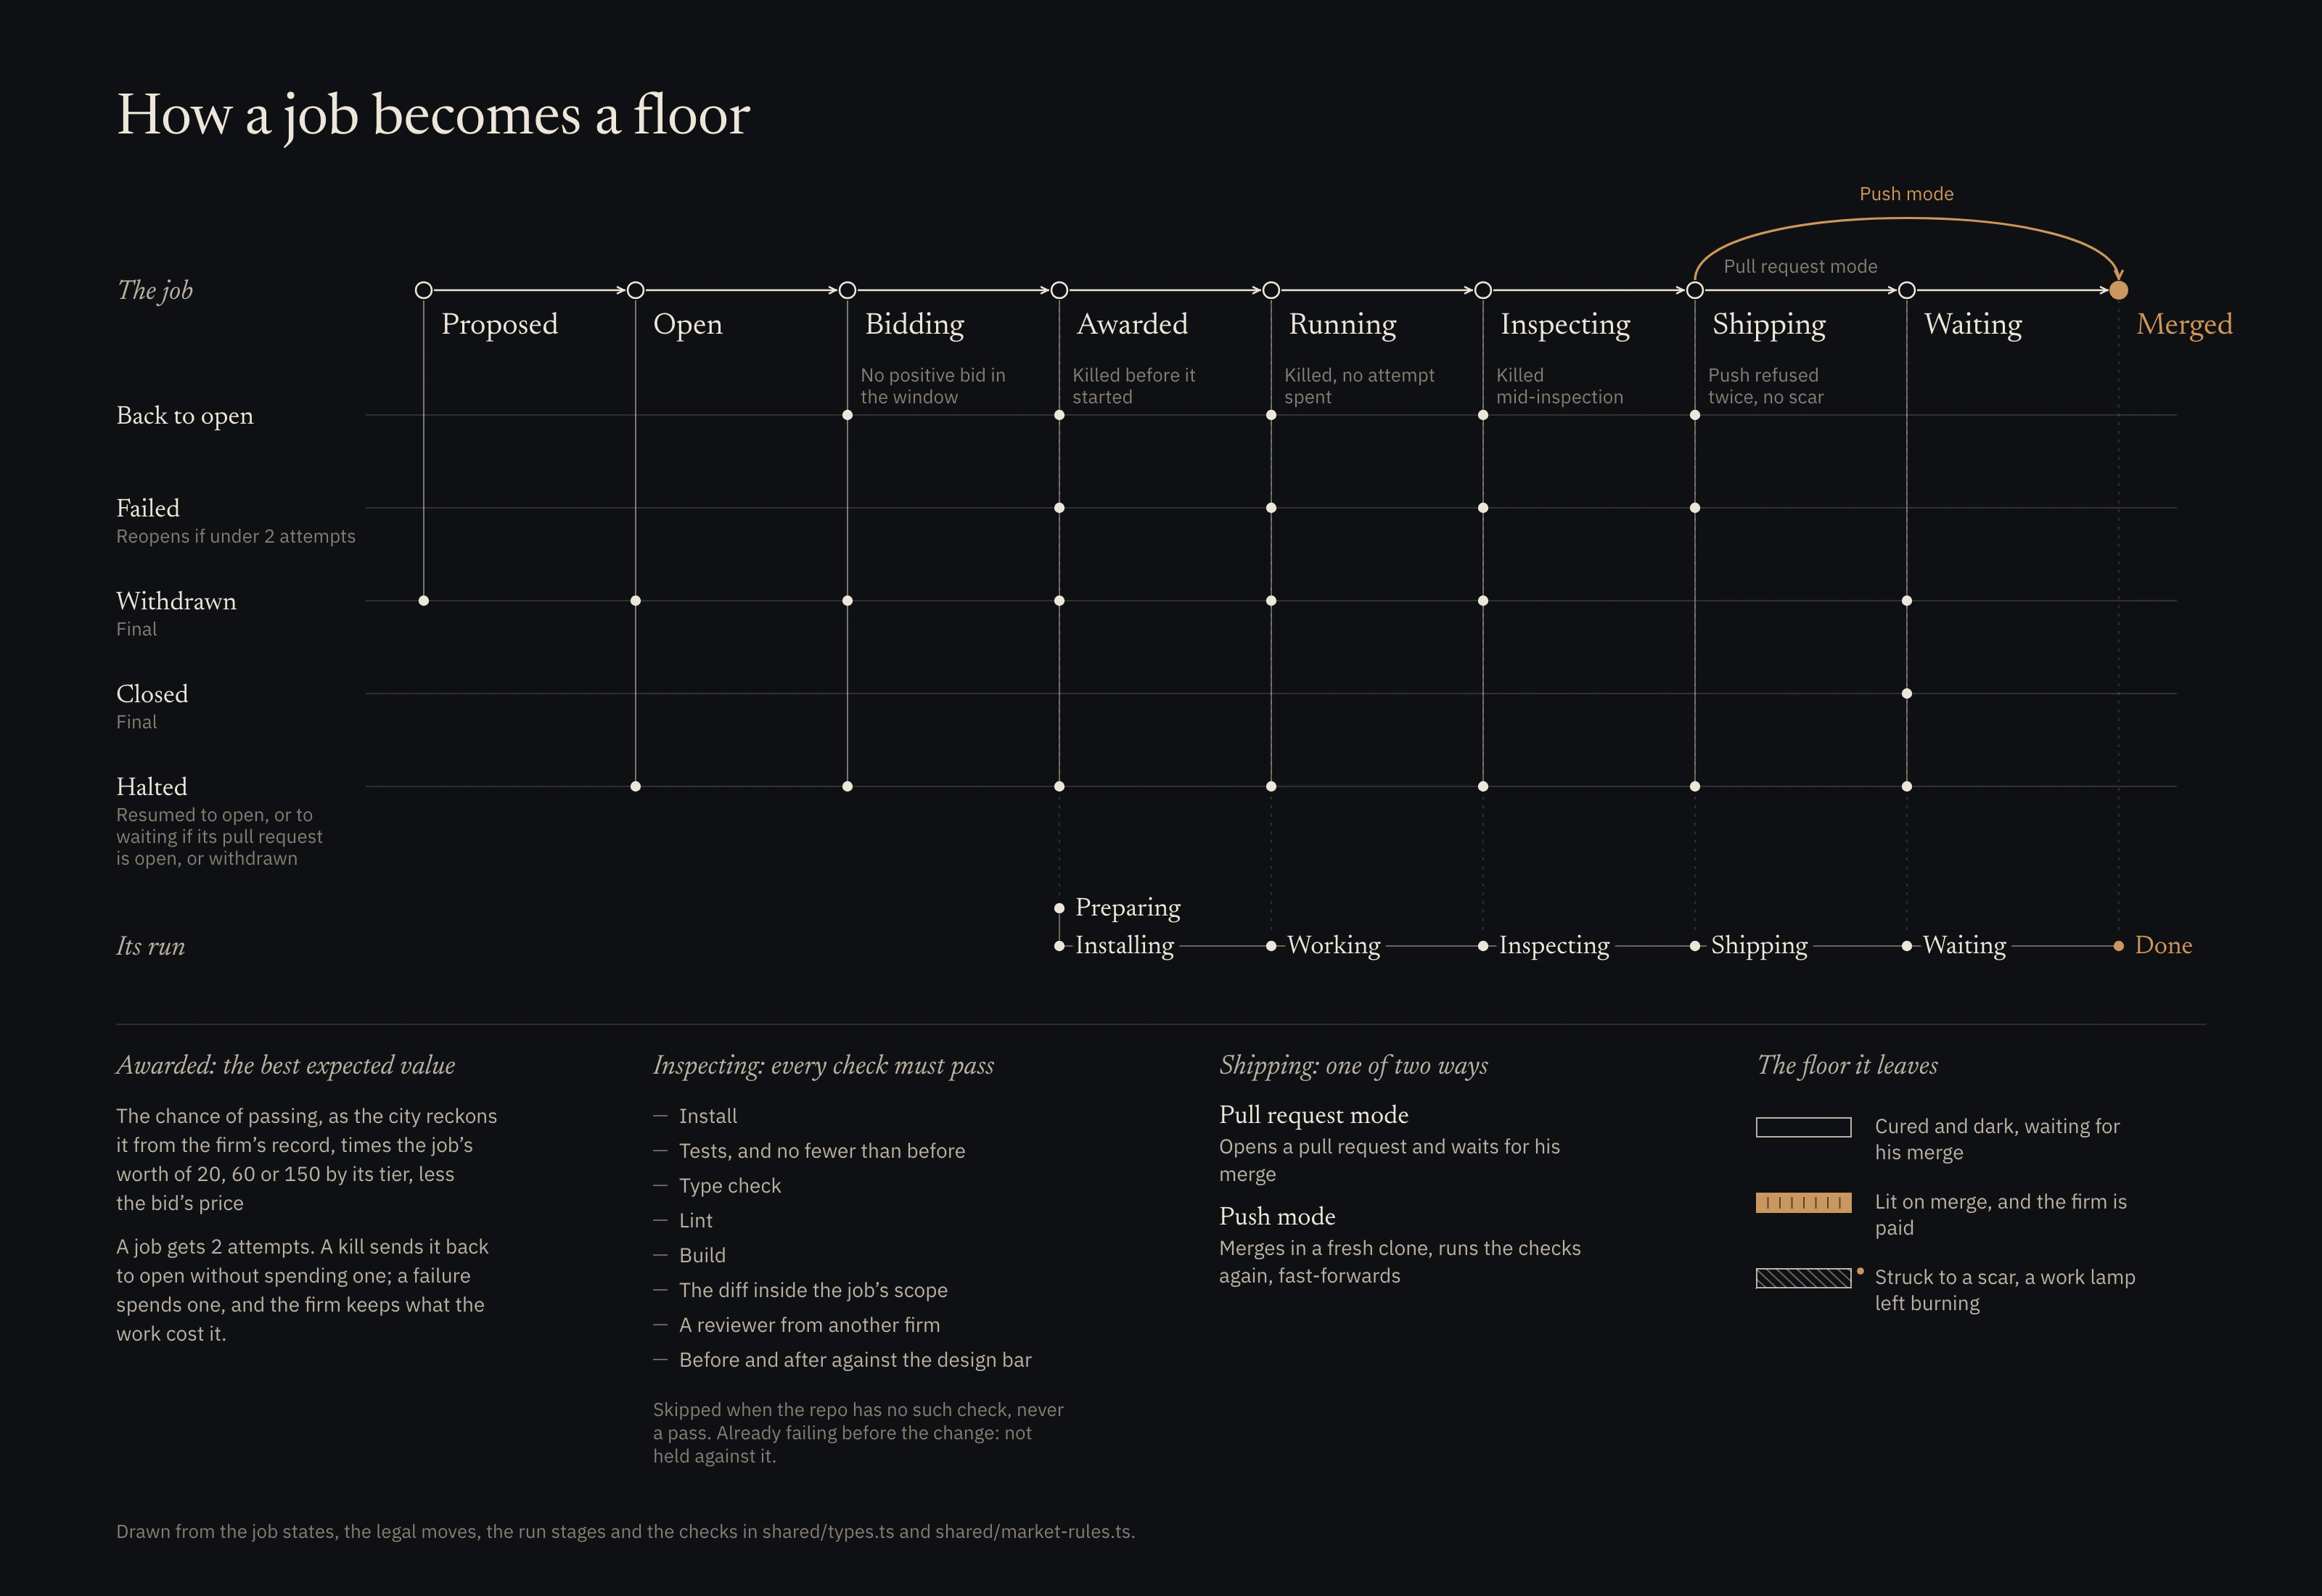 How a job becomes a floor
Push mode
Pull request mode
The job
Proposed
Open
Bidding
Awarded
Running
Inspecting
Shipping
Waiting
Merged
No positive bid in
the window
Killed before it
started
Killed, no attempt
spent
Killed
mid-inspection
Push refused
twice, no scar
Back to open
Failed
Reopens if under 2 attempts
Withdrawn
Final
Closed
Final
Halted
Resumed to open, or to
waiting if its pull request
is open, or withdrawn
Preparing
Its run
Installing
Working
Inspecting
Shipping
Waiting
Done
Awarded: the best expected value
The chance of passing, as the city reckons
it from the firm’s record, times the job’s
worth of 20, 60 or 150 by its tier, less
the bid’s price
A job gets 2 attempts. A kill sends it back
to open without spending one; a failure
spends one, and the firm keeps what the
work cost it.
Inspecting: every check must pass
— Install
— Tests, and no fewer than before
— Type check
— Lint
— Build
— The diff inside the job’s scope
— A reviewer from another firm
— Before and after against the design bar
Skipped when the repo has no such check, never
a pass. Already failing before the change: not
held against it.
Shipping: one of two ways
Pull request mode
Opens a pull request and waits for his
merge
Push mode
Merges in a fresh clone, runs the checks
again, fast-forwards
The floor it leaves
Cured and dark, waiting for
his merge
Lit on merge, and the firm is
paid
Struck to a scar, a work lamp
left burning
Drawn from the job states, the legal moves, the run stages and the checks in shared/types.ts and shared/market-rules.ts.